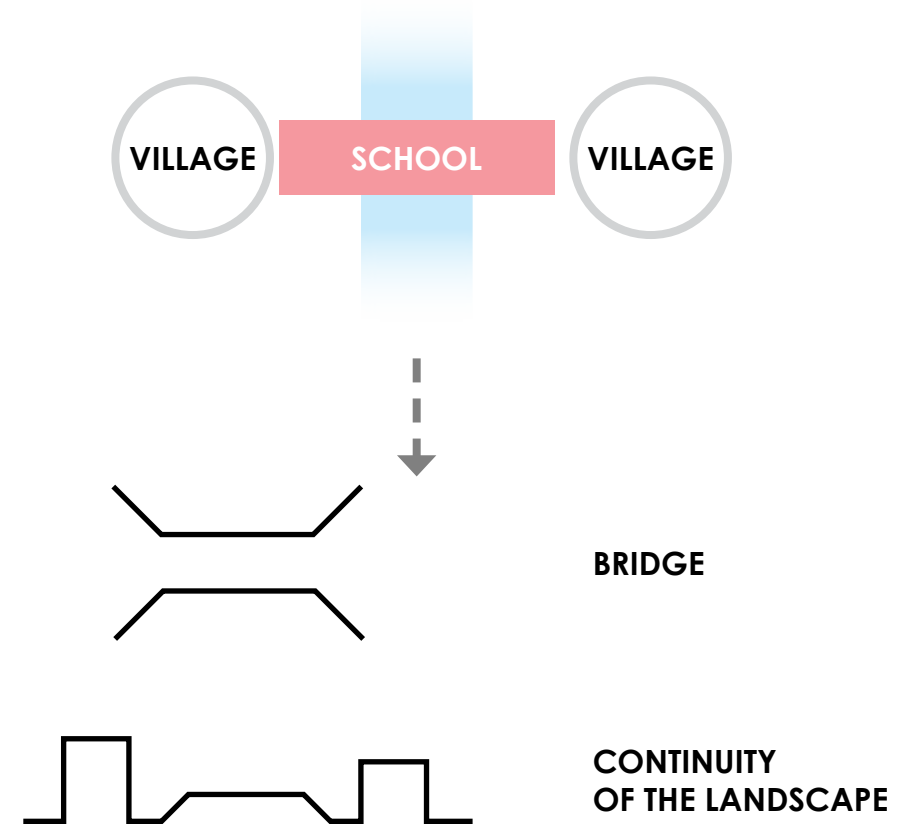 VILLAGE
SCHOOL
VILLAGE
BRIDGE
CONTINUITY
OF THE LANDSCAPE